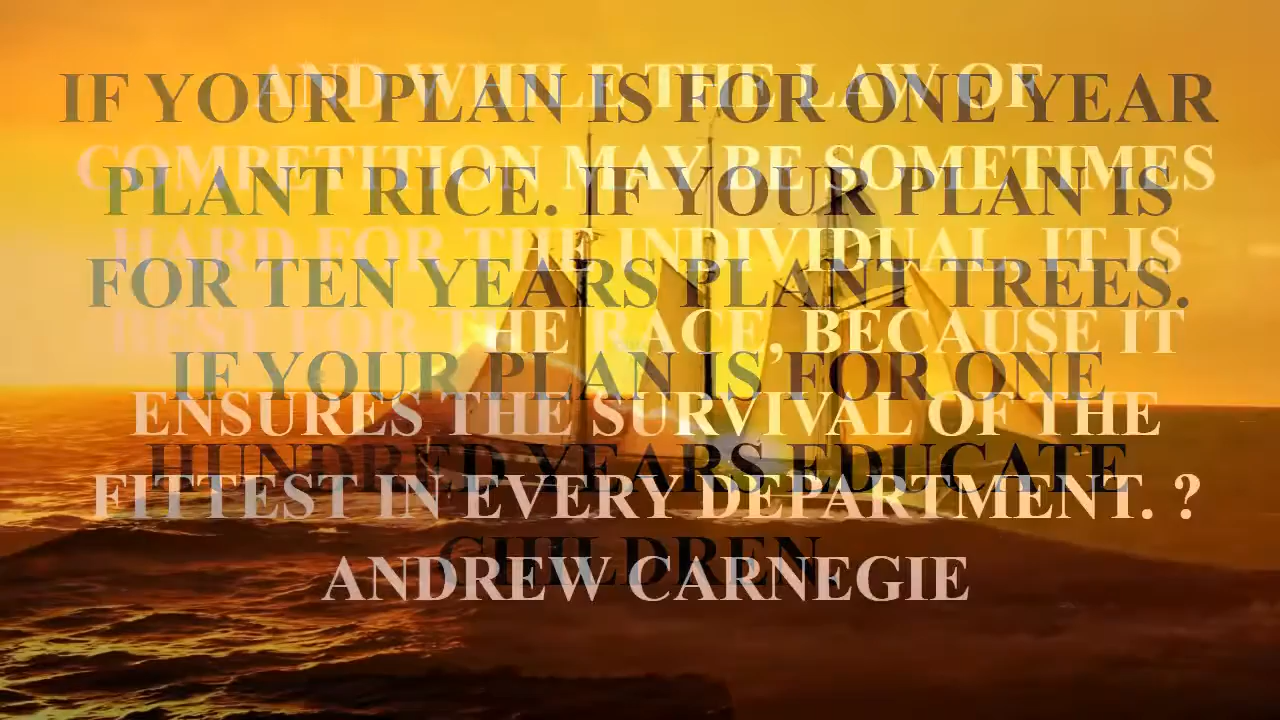 IF YOUR PLAN IS FOR ONE YEAR
PLANT RICE. IF YOUR PLAN IS
FOR TEN YEARS PLANT TREES.
IF YOUR PLAN IS FOR ONE
HUNDRED YEARS EDUCATE
CHILDREN.
AND WHILE THE LAW OF
COMPETITION MAY BE SOMETIMES
HARD FOR THE INDIVIDUAL, IT IS
BEST FOR THE RACE, BECAUSE IT
ENSURES THE SURVIVAL OF THE
FITTEST IN EVERY DEPARTMENT. ?
ANDREW CARNEGIE